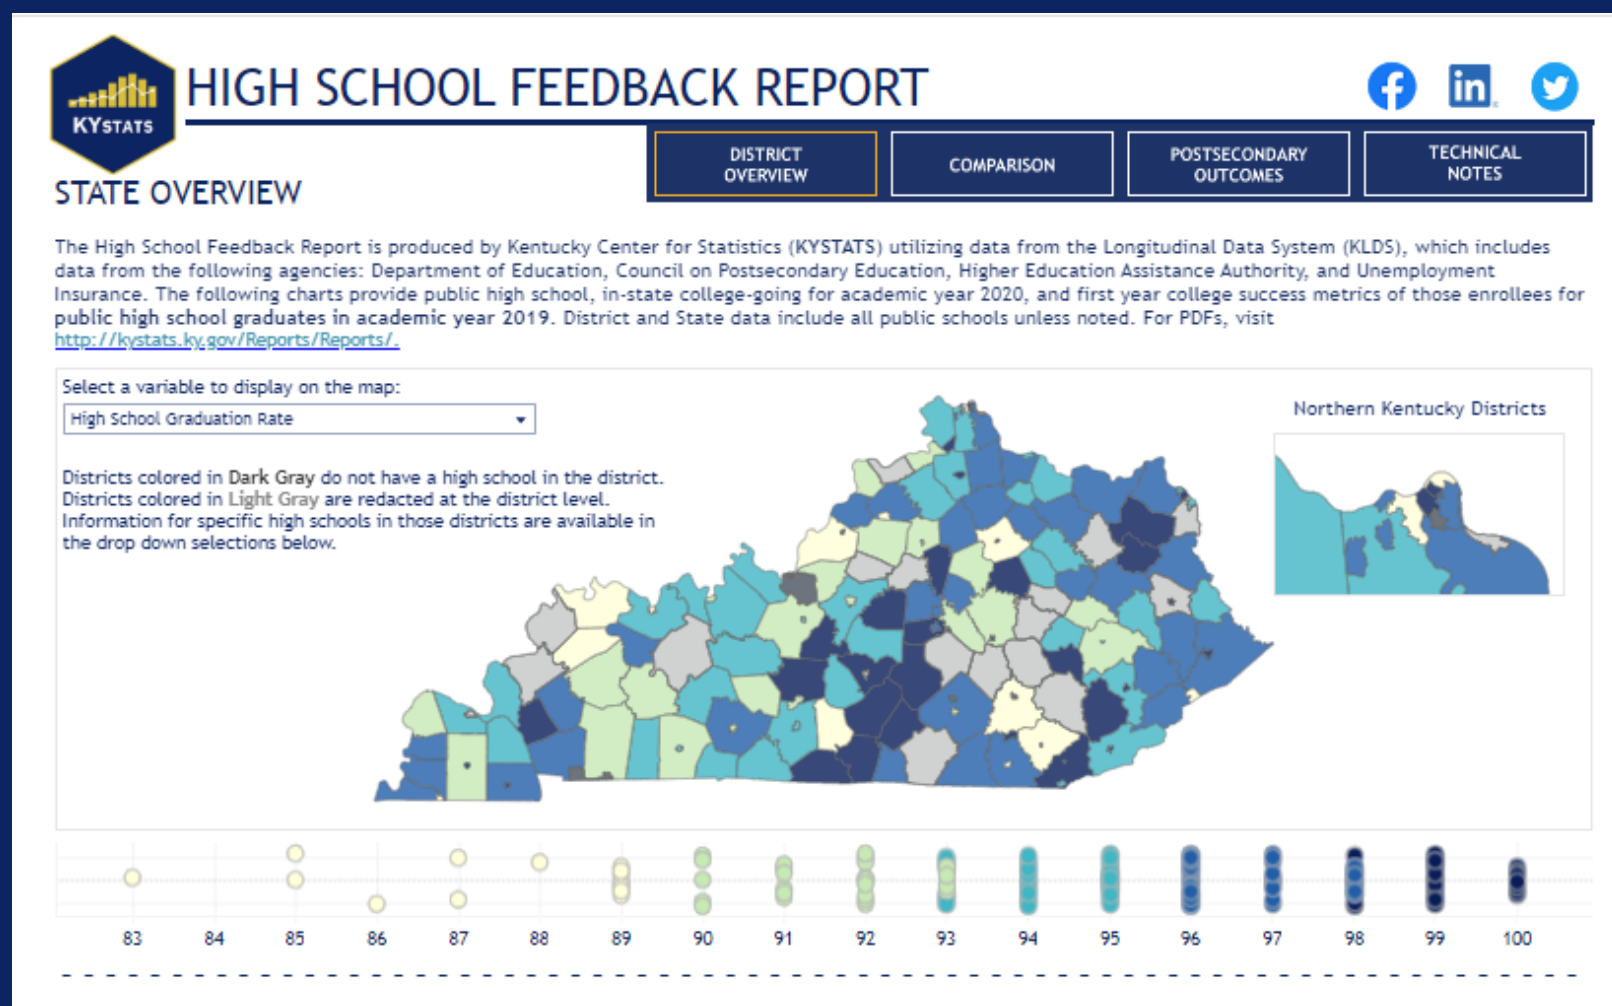 KYSTATS
HIGH SCHOOL FEEDBACK REPORT
in
DISTRICT
OVERVIEW
COMPARISON
POSTSECONDARY
OUTCOMES
TECHNICAL
NOTES
STATE OVERVIEW
The High School Feedback Report is produced by Kentucky Center for Statistics (KYSTATS) utilizing data from the Longitudinal Data System (KLDS), which includes
data from the following agencies: Department of Education, Council on Postsecondary Education, Higher Education Assistance Authority, and Unemployment
Insurance. The following charts provide public high school, in-state college-going for academic year 2020, and first year college success metrics of those enrollees for
public high school graduates in academic year 2019. District and State data include all public schools unless noted. For PDFs, visit
http://kystats.ky.gov/Reports/Reports/.
Select a variable to display on the map:
High School Graduation Rate
Northern Kentucky Districts
Districts colored in Dark Gray do not have a high school in the district.
Districts colored in Light Gray are redacted at the district level.
Information for specific high schools in those districts are available in
the drop down selections below.
83 84 85 86 87 88 89 90 91 92 93 94 95 96 97 98 99 100